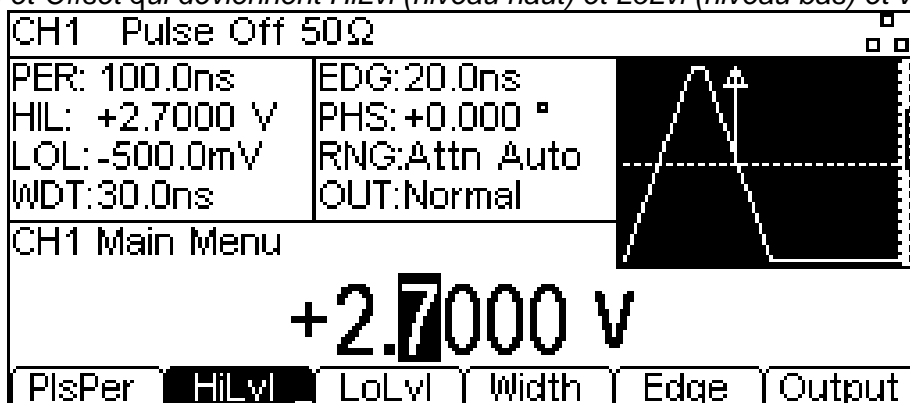 et Offset qui deviennent HiLvl (niveau haut) et LoLvl (niveau bas) et
CH1 Pulse Off 50Ω
PER: 100.0ns
HIL: +2.7000 V
LOL:-500.0mV
WDT:30.0ns
EDG:20.0ns
PHS:+0.000 °
RNG:Attn Auto
OUT:Normal
CH1 Main Menu
+2.7000 V
PlsPer HiLvl LoLvl Width Edge Output